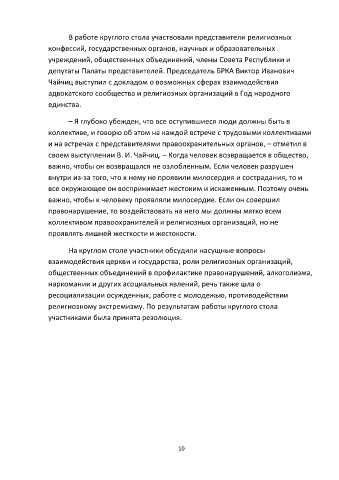 В работе круглого стола участвовали представители религиозных
конфессий, государственных органов, научных и образовательных
учреждений, общественных объединений, члены Совета Республики и
депутаты Палаты представителей. Председатель БРКА Виктор Иванович
Чайчиц выступил с докладом о возможных сферах взаимодействия
адвокатского сообщества и религиозных организаций в Год народного
единства.
– Я глубоко убежден, что все оступившиеся люди должны быть в
коллективе, и говорю об этом на каждой встрече с трудовыми коллективами
и на встречах с представителями правоохранительных органов, – отметил в
своем выступлении В. И. Чайчиц. – Когда человек возвращается в общество,
важно, чтобы он возвращался не озлобленным. Если человек разрушен
внутри из-за того, что к нему не проявили милосердия и сострадания, то и
все окружающее он воспринимает жестоким и искаженным. Поэтому очень
важно, чтобы к человеку проявляли милосердие. Если он совершил
правонарушение, то воздействовать на него мы должны мягко всем
коллективом правоохранителей и религиозных организаций, но не
проявлять лишней жесткости и жестокости.
На круглом столе участники обсудили насущные вопросы
взаимодействия церкви и государства, роли религиозных организаций,
общественных объединений в профилактике правонарушений, алкоголизма,
наркомании и других асоциальных явлений, речь также шла о
ресоциализации осужденных, работе с молодежью, противодействии
религиозному экстремизму. По результатам работы круглого стола
участниками была принята резолюция.
10